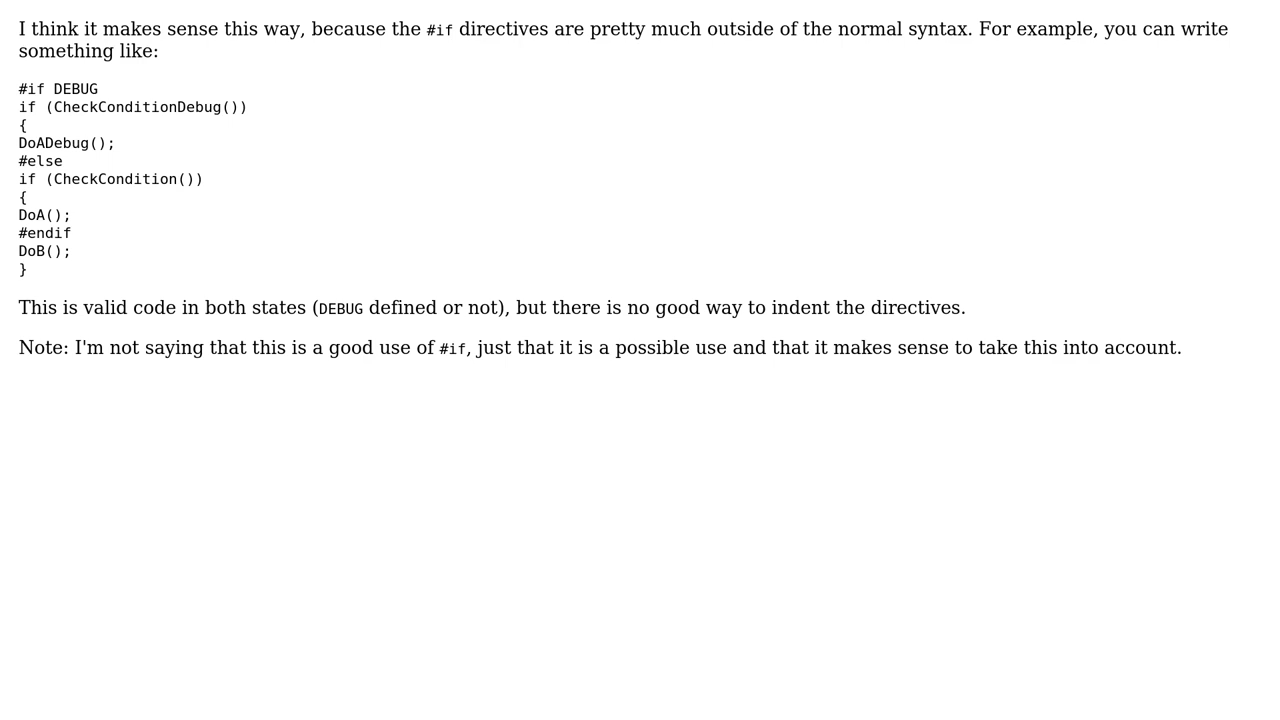 I think it makes sense this way, because the #if directives are pretty much outside of the normal syntax. For example, you can write
something like:
#if DEBUG
if (CheckConditionDebug())
{
DoADebug();
#else
if (CheckCondition())
{
DoA();
#endif
DoB();
}
This is valid code in both states (DEBUG defined or not), but there is no good way to indent the directives.
Note: I'm not saying that this is a good use of #if, just that it is a possible use and that it makes sense to take this into account.